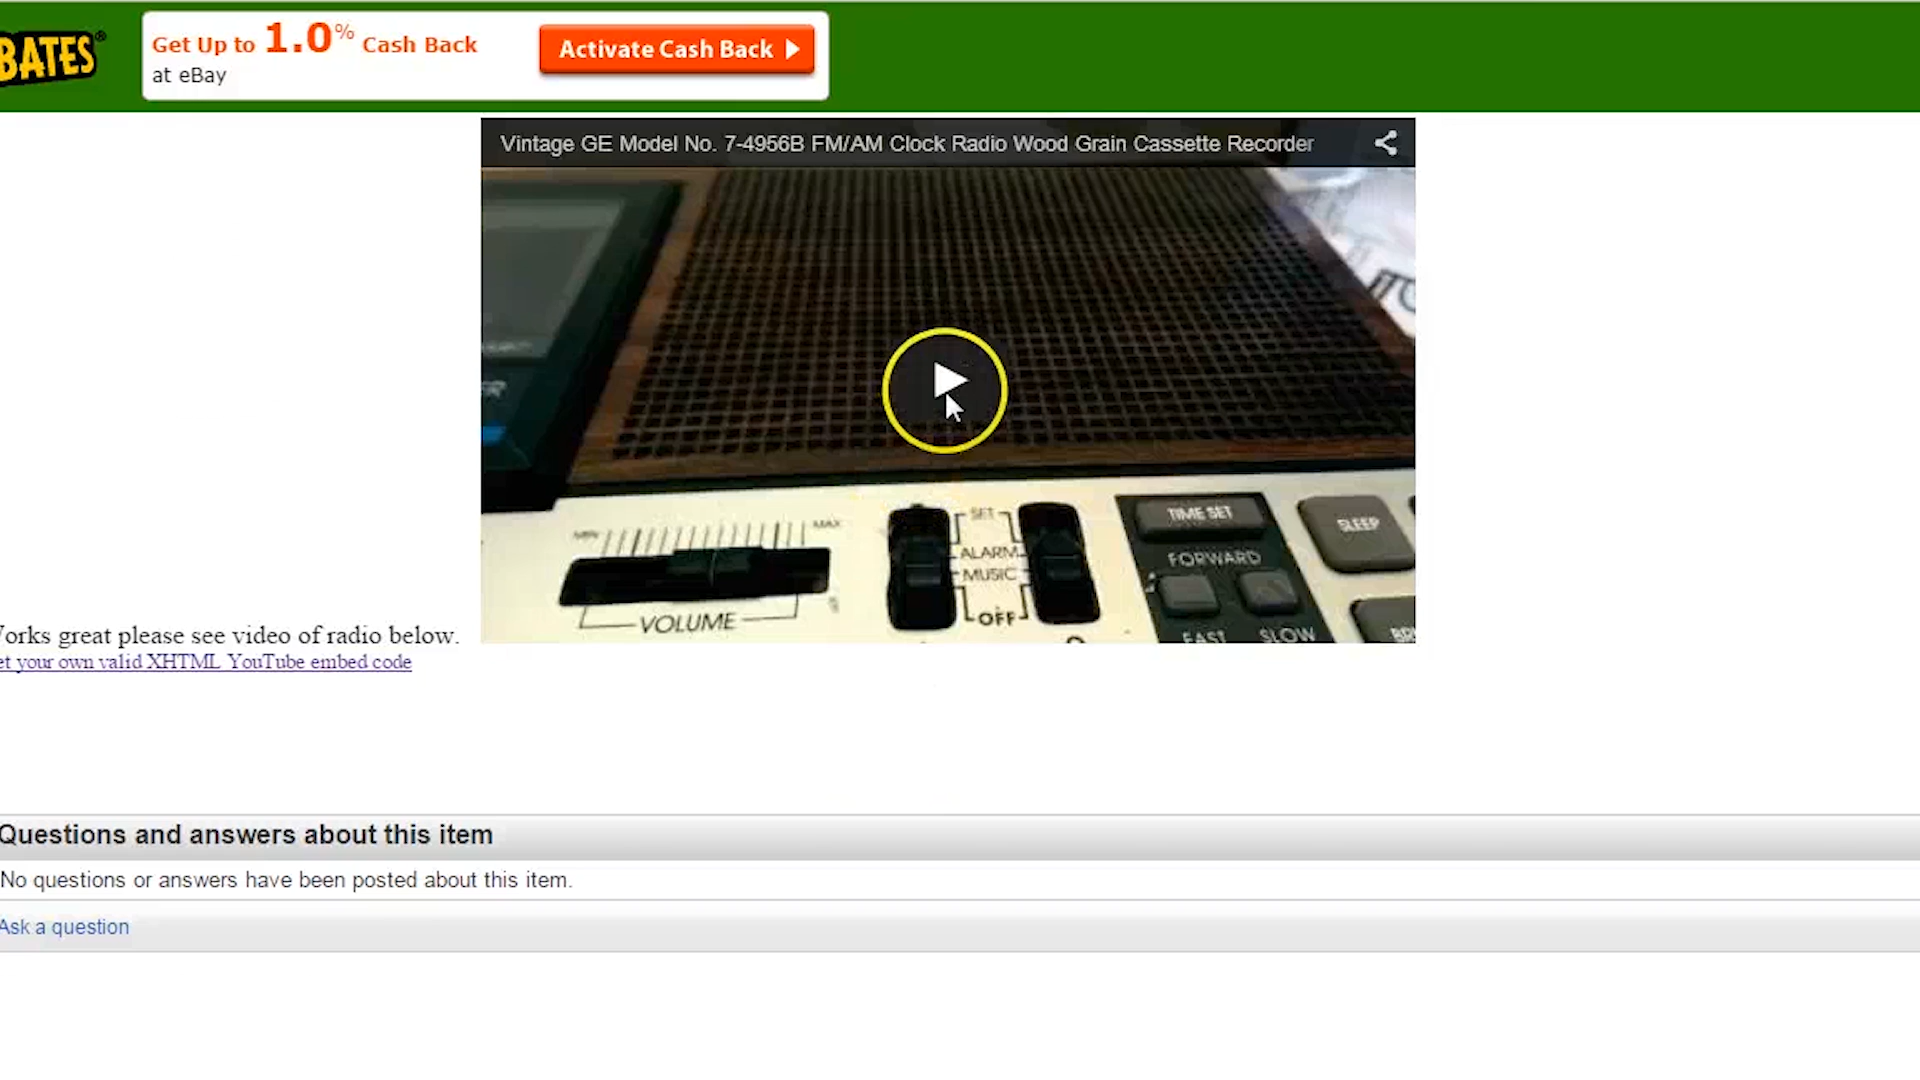 BATES®
Get Up to 1.0% Cash Back
at eBay
Activate Cash Back
Vintage GE Model No. 7-4956B FM/AM Clock Radio Wood Grain Cassette Recorder
MIN
MAX
VOLUME
SET
ALARM
MUSIC
OFF
TIME SET
FORWARD
FAST SLOW
SLEEP
orks great please see video of radio below.
et your own valid XHTML YouTube embed code
Questions and answers about this item
No questions or answers have been posted about this item.
Ask a question